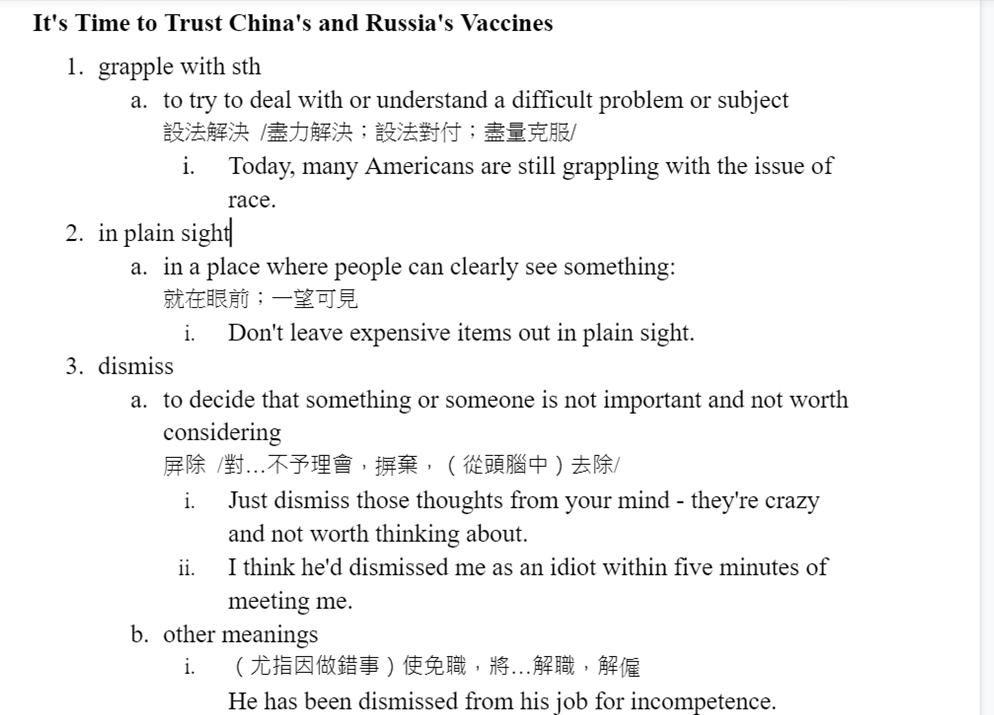 It's Time to Trust China's and Russia's Vaccines
1. grapple with sth
a. to try to deal with or understand a difficult problem or subject
設法解決 /盡力解決；設法對付；盡量克服/
i. Today, many Americans are still grappling with the issue of
race.
2. in plain sight
a. in a place where people can clearly see something:
就在眼前；一望可見
i. Don't leave expensive items out in plain sight.
3. dismiss
a. to decide that something or someone is not important and not worth
considering
屏除 /對…不予理會，摒棄，（從頭腦中）去除/
i. Just dismiss those thoughts from your mind - they're crazy
and not worth thinking about.
ii. I think he'd dismissed me as an idiot within five minutes of
meeting me.
b. other meanings
i. （尤指因做錯事）使免職，將…解職，解僱
He has been dismissed from his job for incompetence.